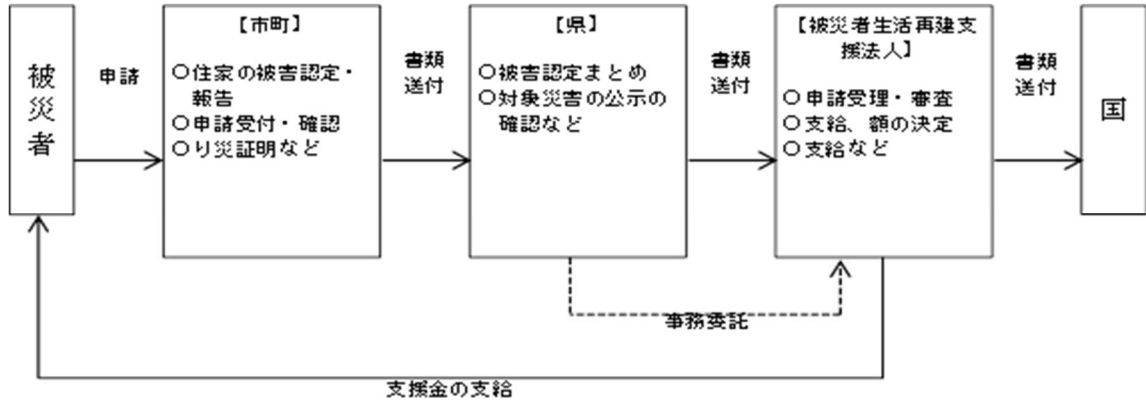 被災者
申請
【市町】
○住家の被害認定・
報告
○申請受付・確認
○り災証明など
書類
送付
【県】
○被害認定まとめ
○対象災害の公示の
確認など
書類
送付
【被災者生活再建支
援法人】
○申請受理・審査
○支給、額の決定
○支給など
書類
送付
国
事務委託
支援金の支給